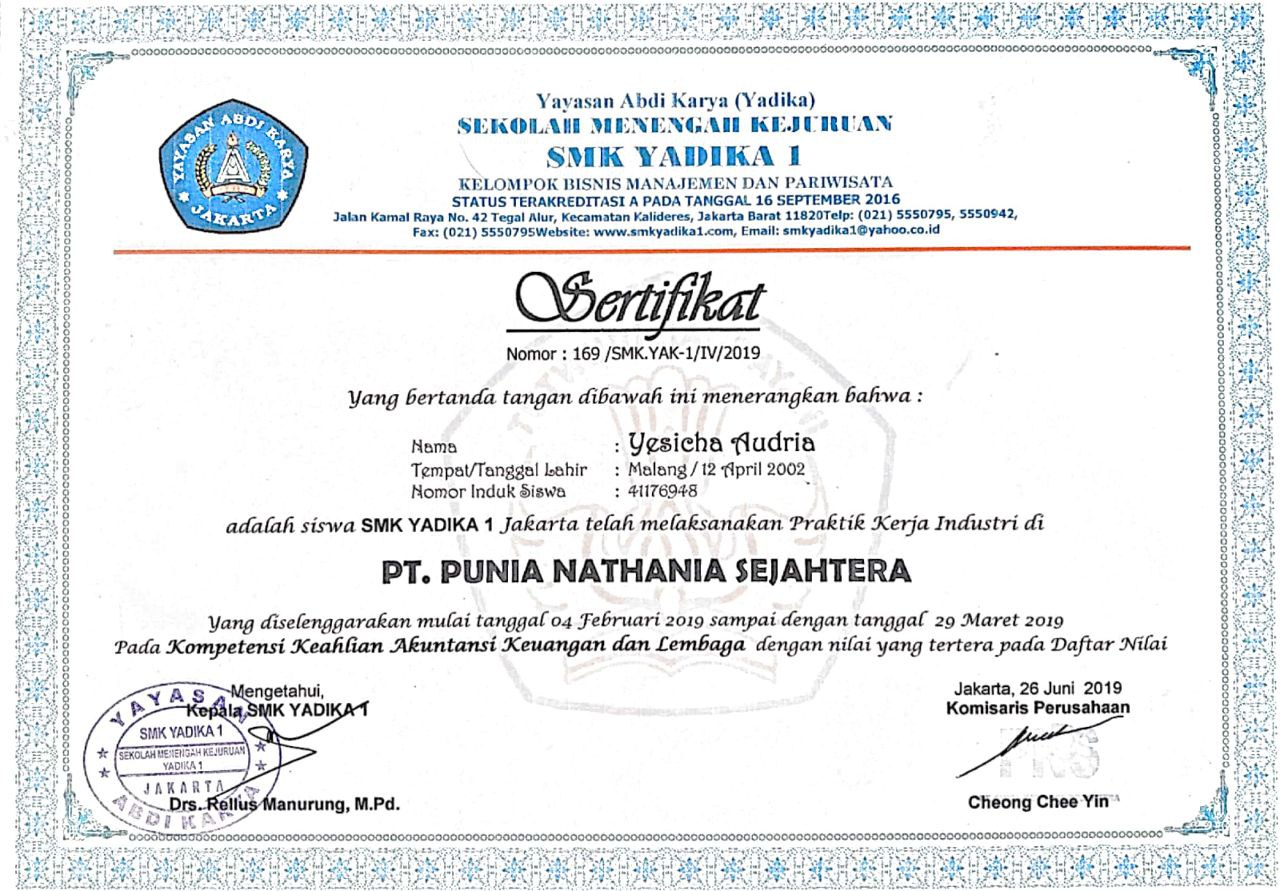 YAYASAN ABDI KARYA
JAKARTA
Yayasan Abdi Karya (Yadika)
SEKOLAH MENENGAH KEJURUAN
SMK YADIKA 1
KELOMPOK BISNIS MANAJEMEN DAN PARIWISATA
STATUS TERAKREDITASI A PADA TANGGAL 16 SEPTEMBER 2016
Jalan Kamal Raya No. 42 Tegal Alur, Kecamatan Kalideres, Jakarta Barat 11820Telp: (021) 5550795, 5550942,
Fax: (021) 5550795Website: www.smkyadika1.com, Email: smkyadika1@yahoo.co.id
Sertifikat
Nomor : 169 /SMK.YAK-1/IV/2019
Yang bertanda tangan dibawah ini menerangkan bahwa :
Nama : Yesicha Audria
Tempat/Tanggal Lahir : Malang / 12 April 2002
Nomor Induk Siswa : 41176948
adalah siswa SMK YADIKA 1 Jakarta telah melaksanakan Praktik Kerja Industri di
PT. PUNIA NATHANIA SEJAHTERA
Yang diselenggarakan mulai tanggal 04 Februari 2019 sampai dengan tanggal 29 Maret 2019
Pada Kompetensi Keahlian Akuntansi Keuangan dan Lembaga dengan nilai yang tertera pada Daftar Nilai
Mengetahui,
Kepala SMK YADIKA 1
YAYASAN
SMK YADIKA 1
SEKOLAH MENENGAH KEJURUAN
YADIKA 1
JAKARTA
ABDI KARYA
Drs. Rellus Manurung, M.Pd.
Jakarta, 26 Juni 2019
Komisaris Perusahaan
PNS
Cheong Chee Yin